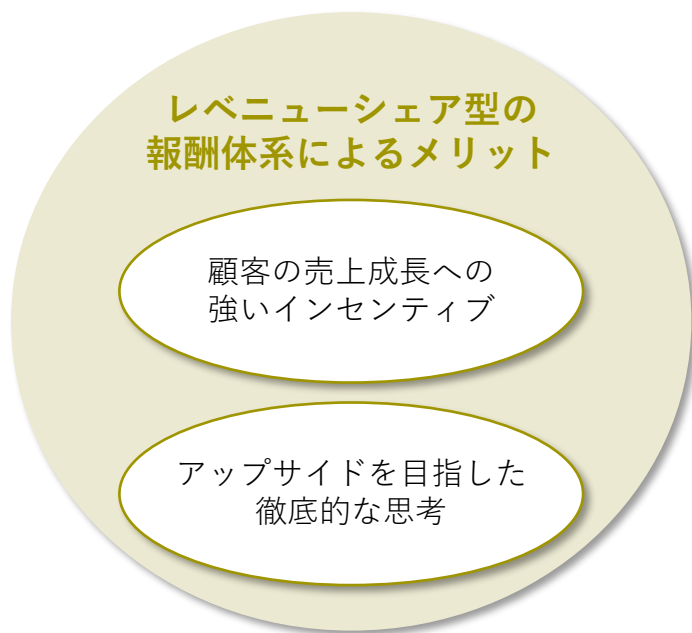 レベニューシェア型の
報酬体系によるメリット
顧客の売上成長への
強いインセンティブ
アップサイドを目指した
徹底的な思考